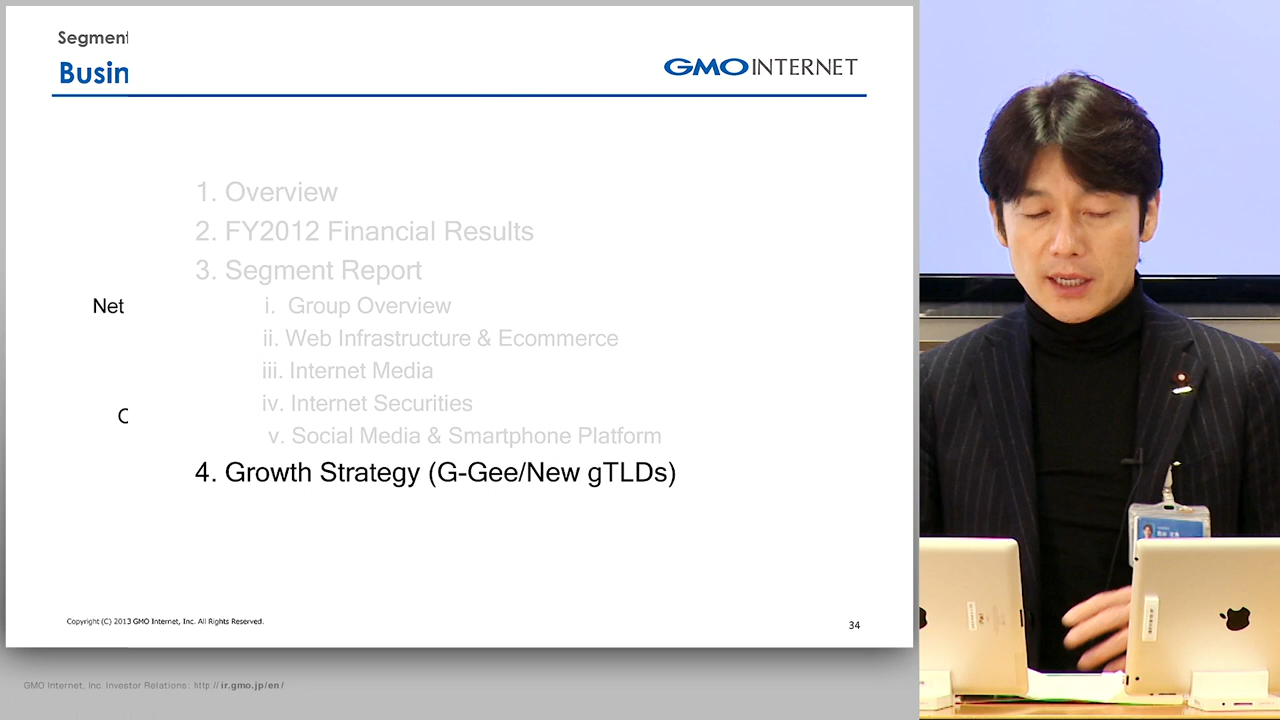 Segment
Busin
GMO INTERNET
1. Overview
2. FY2012 Financial Results
3. Segment Report
Net
i. Group Overview
ii. Web Infrastructure & Ecommerce
iii. Internet Media
iv. Internet Securities
C
v. Social Media & Smartphone Platform
4. Growth Strategy (G-Gee/New gTLDs)
Copyright (C) 2013 GMO Internet, Inc. All Rights Reserved.
34
GMO Internet, Inc. Investor Relations: http://ir.gmo.jp/en/